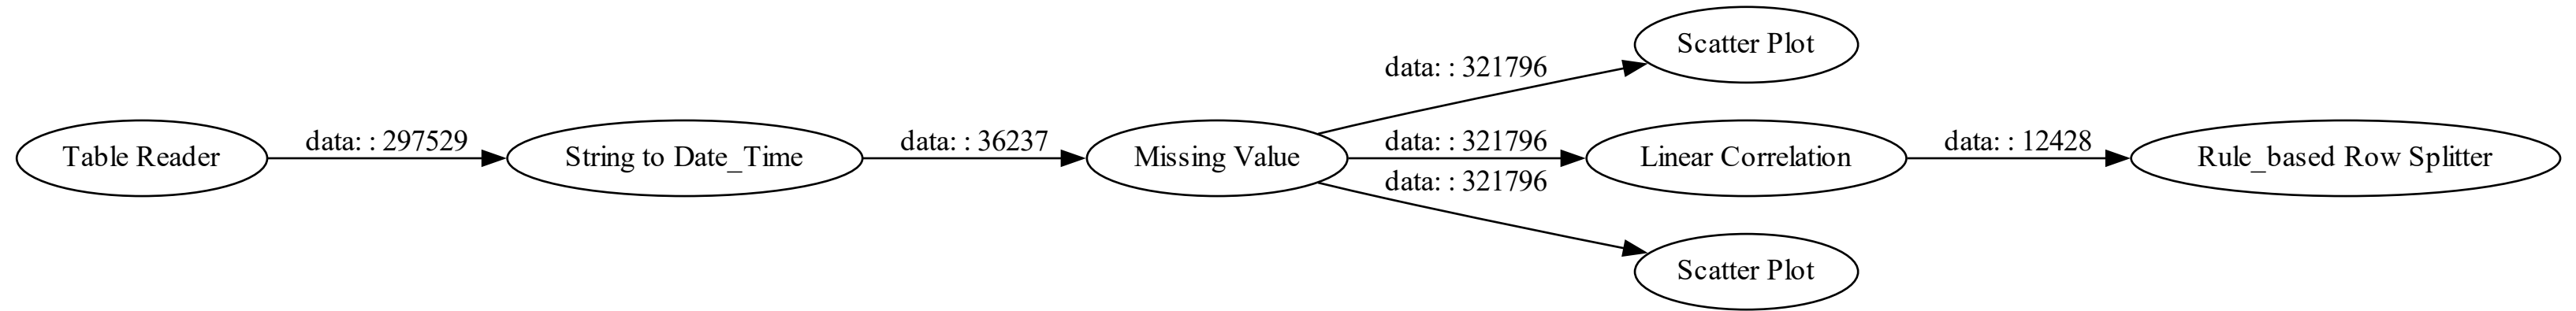 Table Reader
data: : 297529
String to Date_Time
data: : 36237
Missing Value
data: : 321796
Scatter Plot
data: : 321796
Linear Correlation
data: : 12428
Rule_based Row Splitter
data: : 321796
Scatter Plot